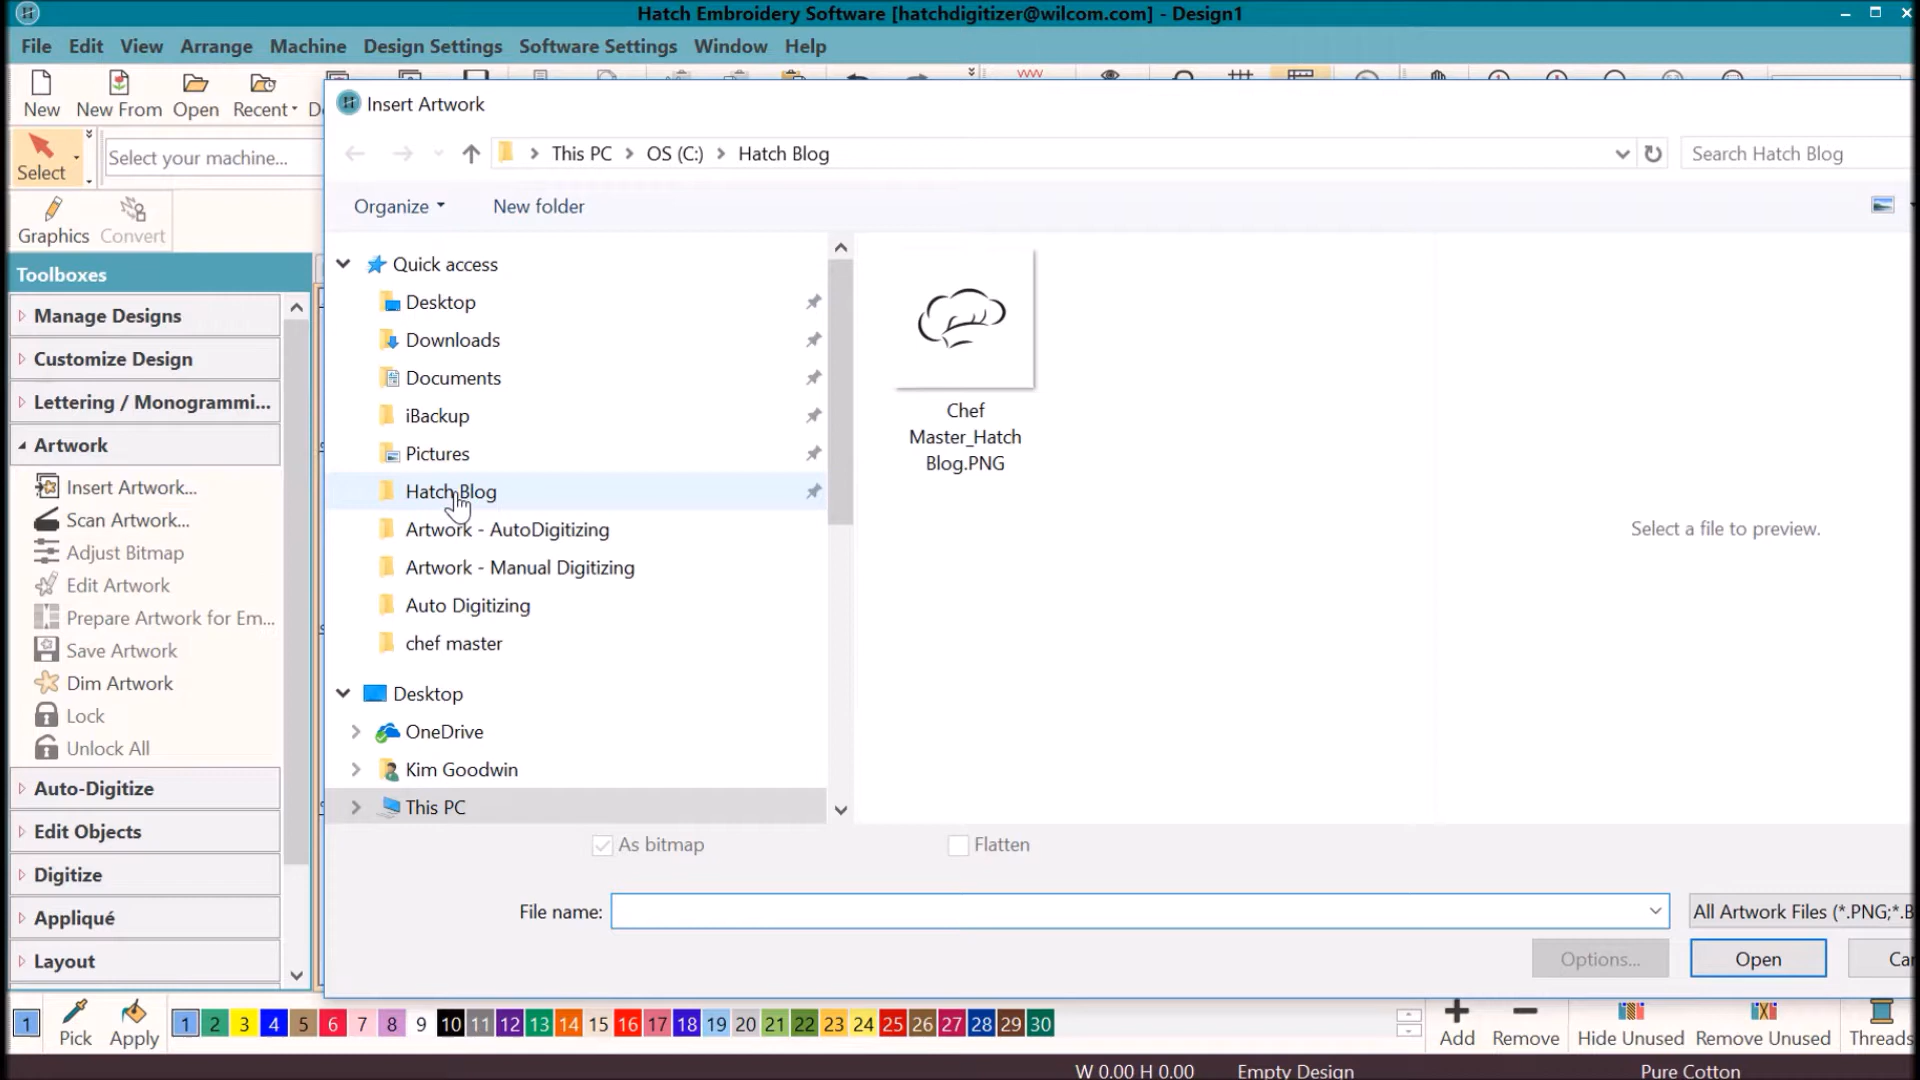 Hatch Embroidery Software [hatchdigitizer@wilcom.com] - Design1
File Edit View Arrange Machine Design Settings Software Settings Window Help
New New From Open Recent
Insert Artwork
Select
Select your machine...
This PC OS (C:) Hatch Blog
Search Hatch Blog
Graphics Convert
Organize New folder
Toolboxes
Manage Designs
Customize Design
Lettering / Monogrammi...
Artwork
Insert Artwork...
Scan Artwork...
Adjust Bitmap
Edit Artwork
Prepare Artwork for Em...
Save Artwork
Dim Artwork
Lock
Unlock All
Auto-Digitize
Edit Objects
Digitize
Appliqué
Layout
Quick access
Desktop
Downloads
Documents
iBackup
Pictures
Hatch Blog
Artwork - AutoDigitizing
Artwork - Manual Digitizing
Auto Digitizing
chef master
Desktop
OneDrive
Kim Goodwin
This PC
Chef
Master_Hatch
Blog.PNG
Select a file to preview.
As bitmap Flatten
File name:
All Artwork Files (*.PNG;*.B
Options... Open Can
1 Pick Apply 1 2 3 4 5 6 7 8 9 10 11 12 13 14 15 16 17 18 19 20 21 22 23 24 25 26 27 28 29 30
Add Remove Hide Unused Remove Unused Threads
W 0.00 H 0.00 Empty Design Pure Cotton